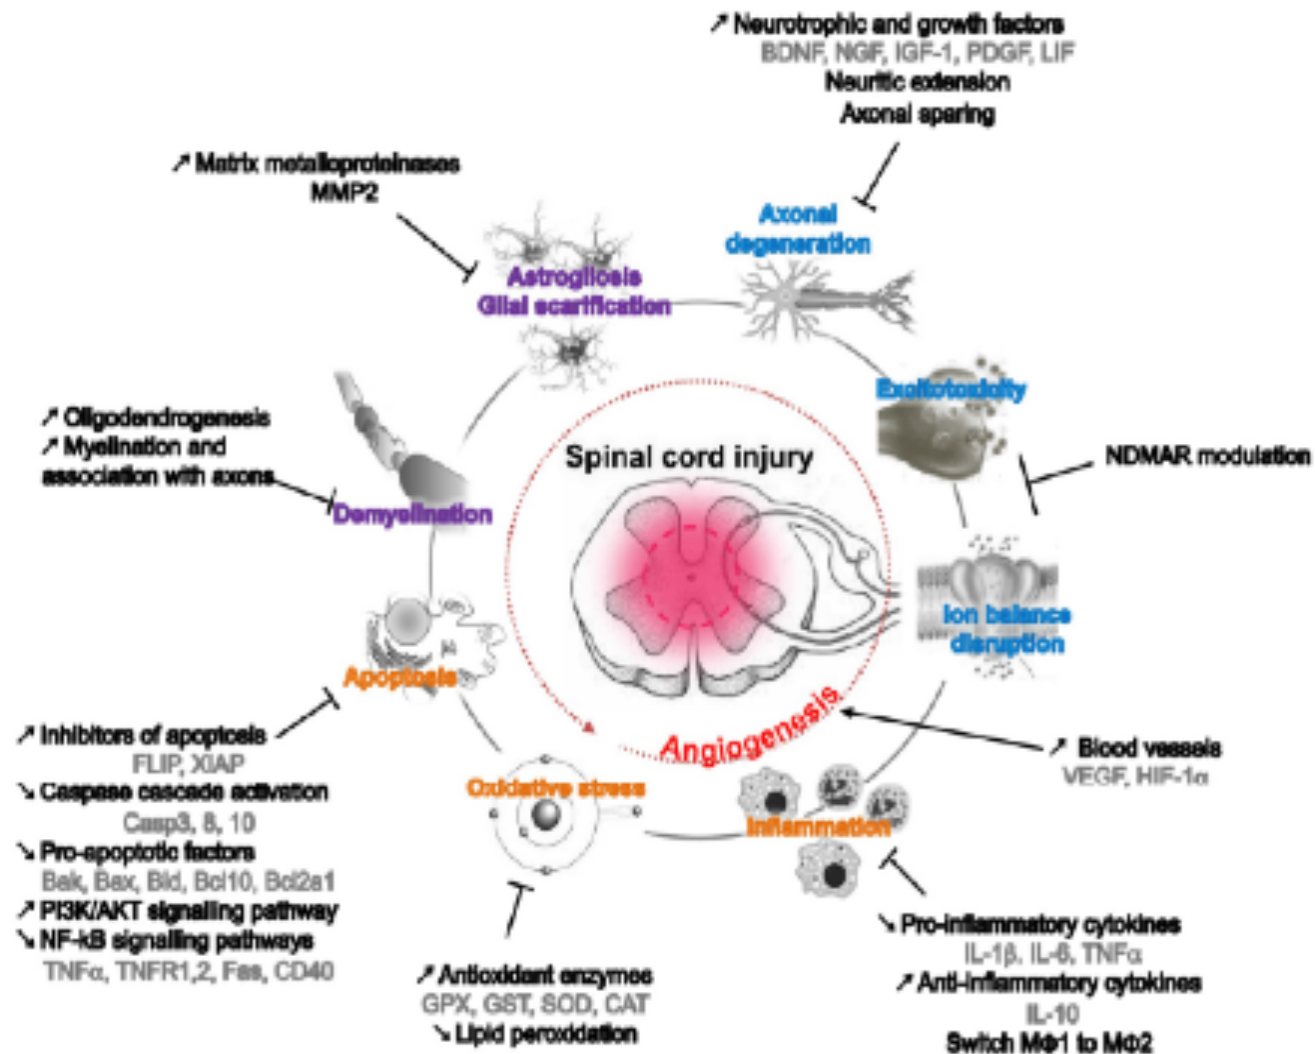 ↗ Neurotrophic and growth factors
BDNF, NGF, IGF-1, PDGF, LIF
Neuritic extension
Axonal sparing
↗ Matrix metalloproteinases
MMP2
Axonal
degeneration
Astrogliosis
Glial scarification
Excitotoxicity
↗ Oligodendrogenesis
↗ Myelination and
association with axons
Spinal cord injury
NDMAR modulation
Demyelination
Ion balance
disruption
Apoptosis
Angiogenesis
↗ Inhibitors of apoptosis
FLIP, XIAP
↘ Caspase cascade activation
Casp3, 8, 10
↘ Pro-apoptotic factors
Bak, Bax, Bid, Bcl10, Bcl2a1
↗ PI3K/AKT signalling pathway
↘ NF-kB signalling pathways
TNFα, TNFR1,2, Fas, CD40
↗ Blood vessels
VEGF, HIF-1α
Oxidative stress
Inflammation
↗ Antioxidant enzymes
GPX, GST, SOD, CAT
↘ Lipid peroxidation
↘ Pro-inflammatory cytokines
IL-1β, IL-6, TNFα
↗ Anti-inflammatory cytokines
IL-10
Switch MΦ1 to MΦ2